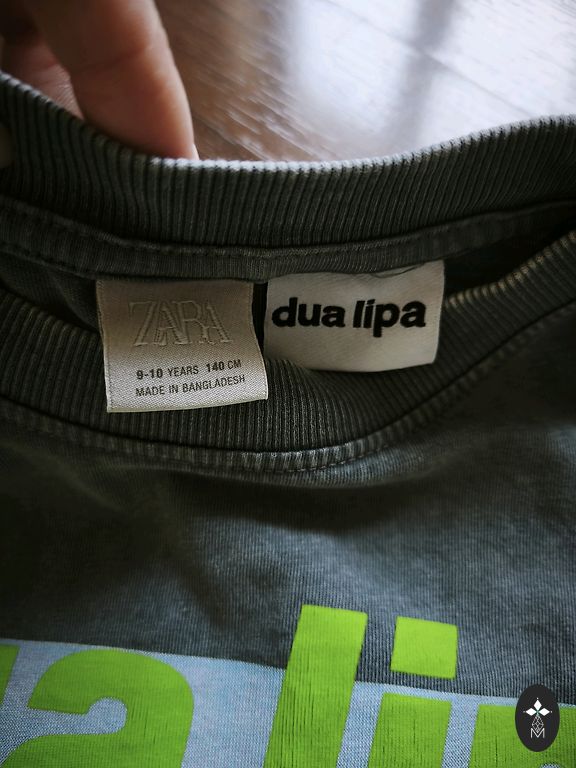 ZARA
9-10 YEARS 140 CM
MADE IN BANGLADESH
dua lipa